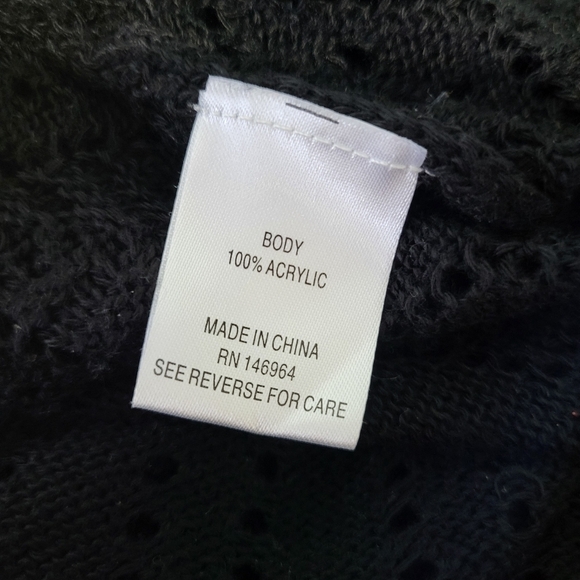 BODY
100% ACRYLIC
MADE IN CHINA
RN 146964
SEE REVERSE FOR CARE